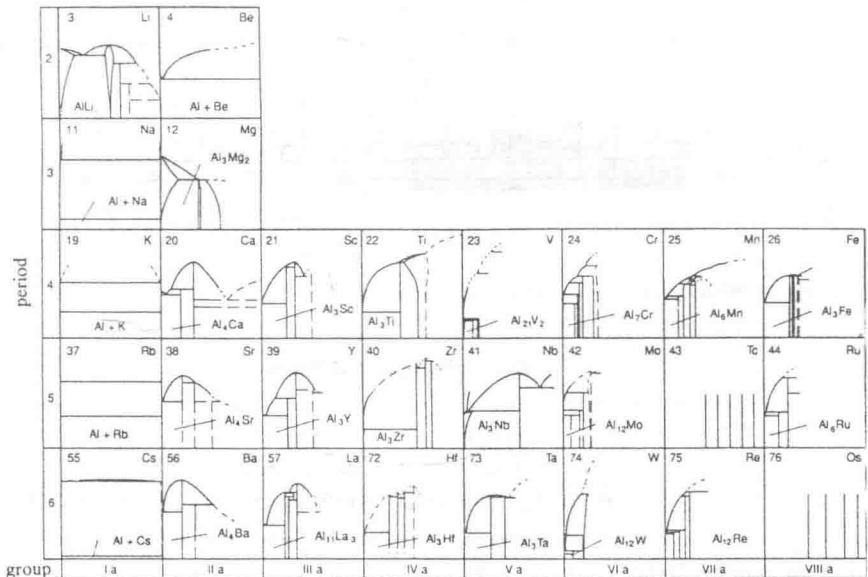 3 Li 4 Be
2
AlLi Al + Be
11 Na 12 Mg
Al₃Mg₂
3
Al + Na
19 K 20 Ca 21 Sc 22 Ti 23 V 24 Cr 25 Mn 26 Fe
period 4
Al + K Al₄Ca Al₃Sc Al₃Ti Al₂₁V₂ Al₇Cr Al₆Mn Al₃Fe
37 Rb 38 Sr 39 Y 40 Zr 41 Nb 42 Mo 43 Tc 44 Ru
5
Al + Rb Al₄Sr Al₃Y Al₃Zr Al₃Nb Al₁₂Mo Al₆Ru
55 Cs 56 Ba 57 La 72 Hf 73 Ta 74 W 75 Re 76 Os
6
Al + Cs Al₄Ba Al₁₁La₃ Al₃Hf Al₃Ta Al₁₂W Al₁₂Re
group I a II a III a IV a V a VI a VII a VIII a